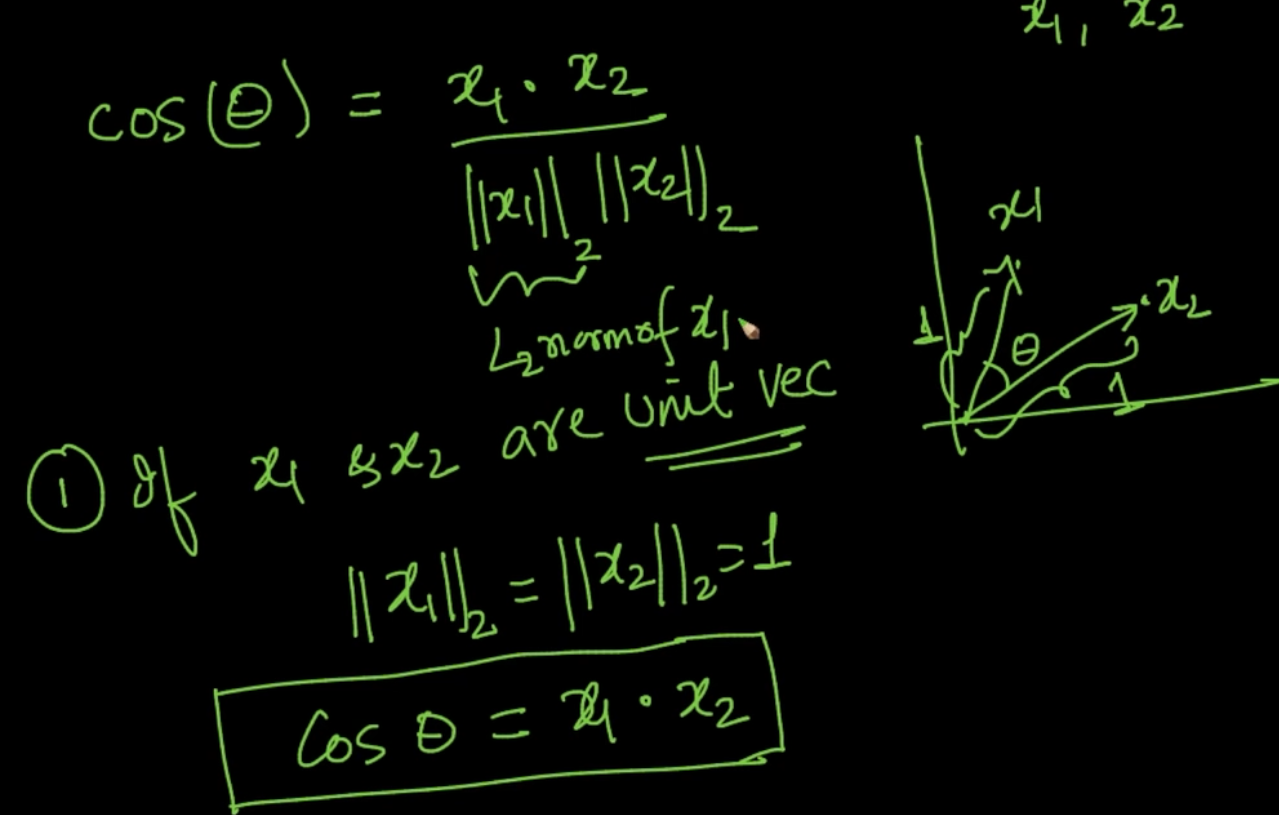 x1, x2
cos(θ) = x1 · x2
||x1||2 ||x2||2
L2 norm of x1
① If x1 & x2 are unit vec
||x1||2 = ||x2||2 = 1
Cos θ = x1 · x2
x1
x2
1
θ
1